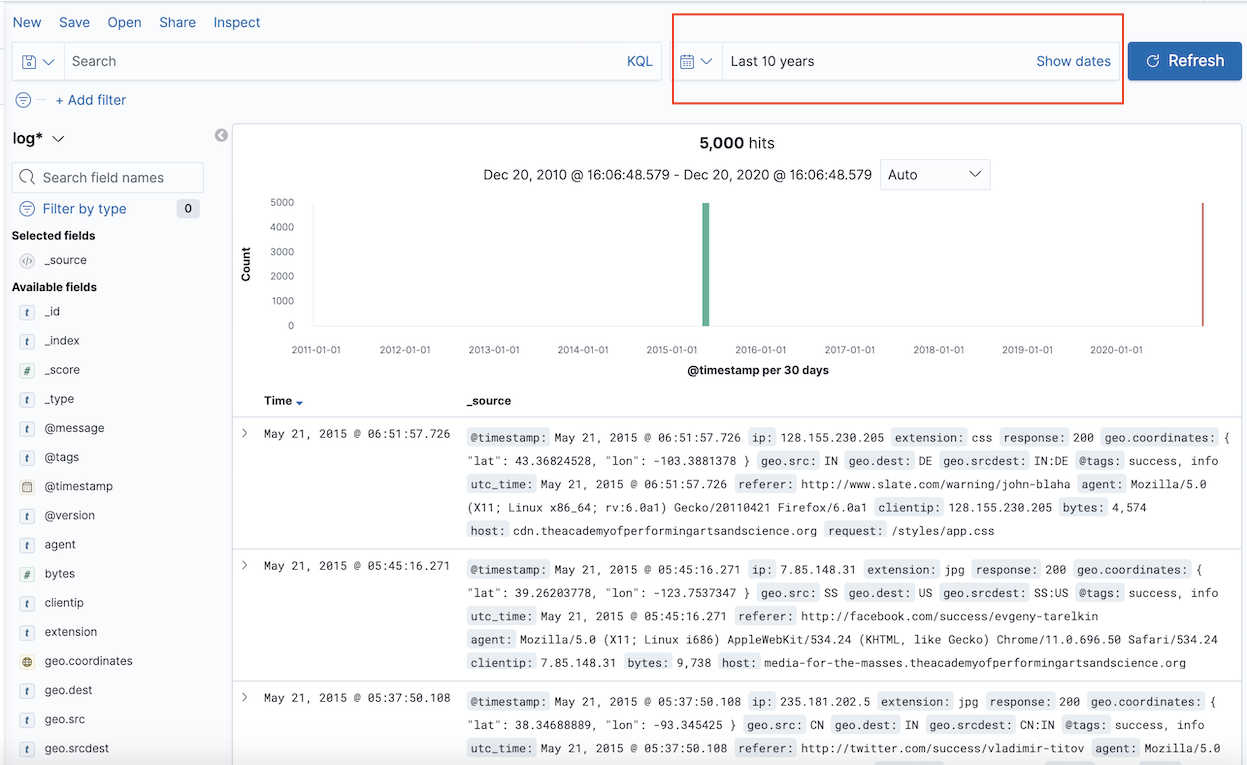 New Save Open Share Inspect
Search KQL Last 10 years Show dates Refresh
+ Add filter
log*
Search field names
Filter by type 0
Selected fields
</> _source
Available fields
t _id
t _index
# _score
t _type
t @message
t @tags
@timestamp
t @version
t agent
# bytes
t clientip
t extension
geo.coordinates
t geo.dest
t geo.src
t geo.srcdest
5,000 hits
Dec 20, 2010 @ 16:06:48.579 - Dec 20, 2020 @ 16:06:48.579 Auto
Count
5000
4000
3000
2000
1000
0
2011-01-01 2012-01-01 2013-01-01 2014-01-01 2015-01-01 2016-01-01 2017-01-01 2018-01-01 2019-01-01 2020-01-01
@timestamp per 30 days
Time _source
May 21, 2015 @ 06:51:57.726 @timestamp: May 21, 2015 @ 06:51:57.726 ip: 128.155.230.205 extension: css response: 200 geo.coordinates: {
"lat": 43.36824528, "lon": -103.3881378 } geo.src: IN geo.dest: DE geo.srcdest: IN:DE @tags: success, info
utc_time: May 21, 2015 @ 06:51:57.726 referer: http://www.slate.com/warning/john-blaha agent: Mozilla/5.0
(X11; Linux x86_64; rv:6.0a1) Gecko/20110421 Firefox/6.0a1 clientip: 128.155.230.205 bytes: 4,574
host: cdn.theacademyofperformingartsandscience.org request: /styles/app.css
May 21, 2015 @ 05:45:16.271 @timestamp: May 21, 2015 @ 05:45:16.271 ip: 7.85.148.31 extension: jpg response: 200 geo.coordinates: {
"lat": 39.26203778, "lon": -123.7537347 } geo.src: SS geo.dest: US geo.srcdest: SS:US @tags: success, info
utc_time: May 21, 2015 @ 05:45:16.271 referer: http://facebook.com/success/evgeny-tarelkin
agent: Mozilla/5.0 (X11; Linux i686) AppleWebKit/534.24 (KHTML, like Gecko) Chrome/11.0.696.50 Safari/534.24
clientip: 7.85.148.31 bytes: 9,738 host: media-for-the-masses.theacademyofperformingartsandscience.org
May 21, 2015 @ 05:37:50.108 @timestamp: May 21, 2015 @ 05:37:50.108 ip: 235.181.202.5 extension: jpg response: 200 geo.coordinates: {
"lat": 38.34688889, "lon": -93.345425 } geo.src: CN geo.dest: IN geo.srcdest: CN:IN @tags: success, info
utc_time: May 21, 2015 @ 05:37:50.108 referer: http://twitter.com/success/vladimir-titov agent: Mozilla/5.0